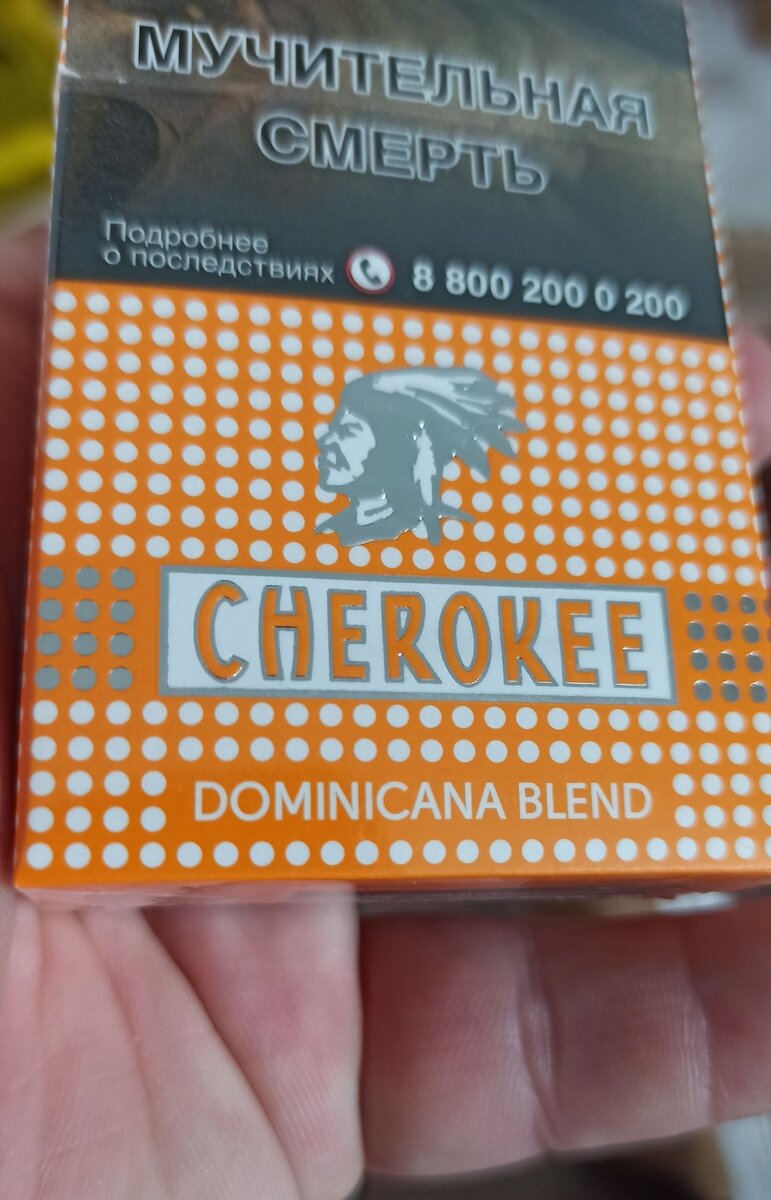 МУЧИТЕЛЬНАЯ
СМЕРТЬ
Подробнее
о последствиях 8 800 200 0 200
CHEROKEE
DOMINICANA BLEND